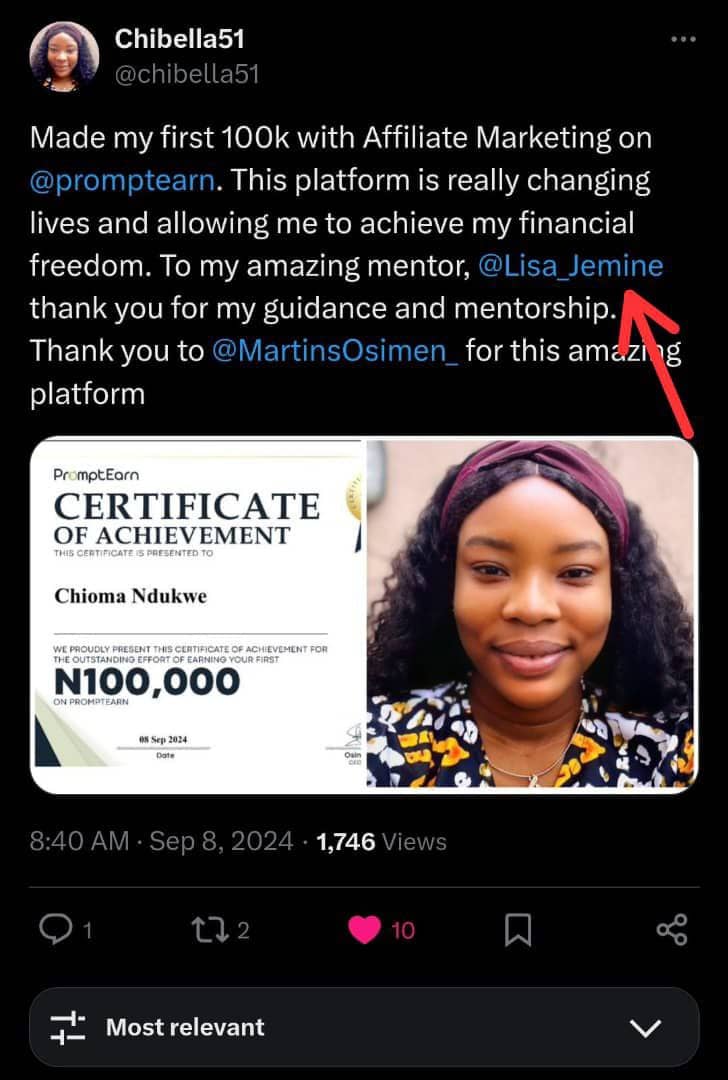 Chibella51
@chibella51
Made my first 100k with Affiliate Marketing on
@promptearn. This platform is really changing
lives and allowing me to achieve my financial
freedom. To my amazing mentor, @Lisa_Jemine
thank you for my guidance and mentorship.
Thank you to @MartinsOsimen_ for this amazing
platform
PromptEarn
CERTIFICATE
OF ACHIEVEMENT
THIS CERTIFICATE IS PRESENTED TO
Chioma Ndukwe
WE PROUDLY PRESENT THIS CERTIFICATE OF ACHIEVEMENT FOR
THE OUTSTANDING EFFORT OF EARNING YOUR FIRST
N100,000
ON PROMPTEARN
08 Sep 2024
Date
Osin
CEO
8:40 AM · Sep 8, 2024 · 1,746 Views
1 2 10
Most relevant